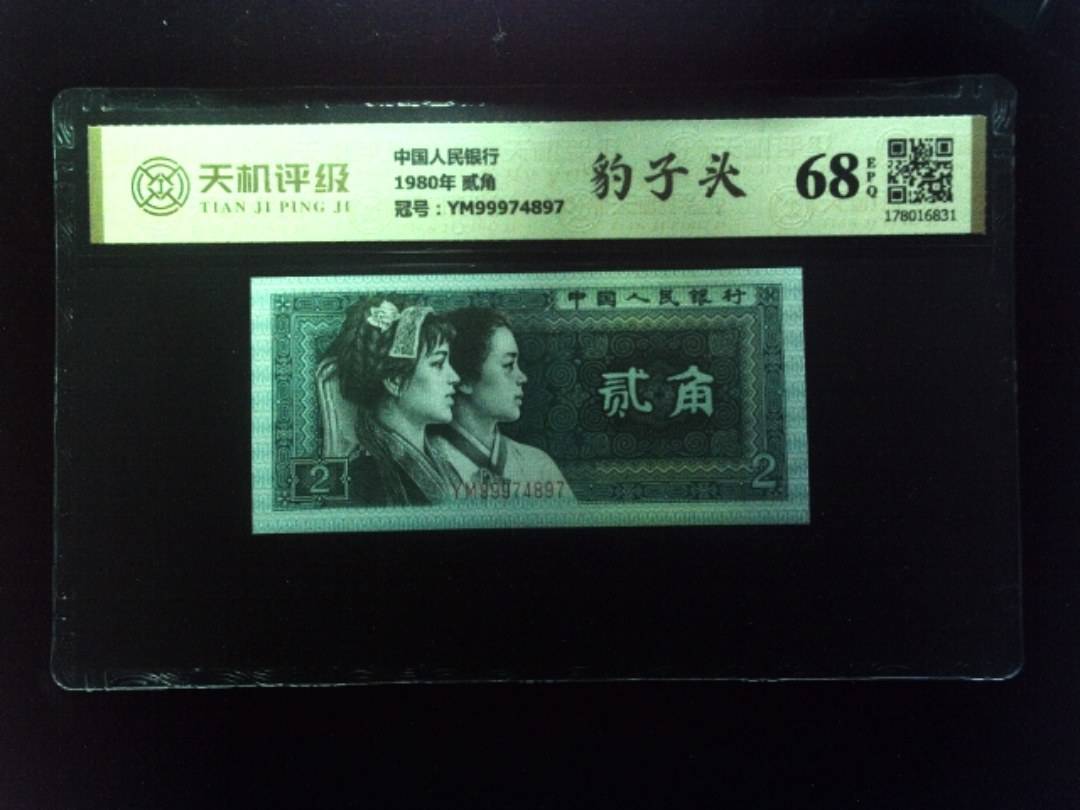 天机评级
TIAN JI PING JI
中国人民银行
1980年 贰角
冠号：YM99974897
豹子头
68
EPQ
K
178016831
中国人民银行
贰角
2
2
YM99974897